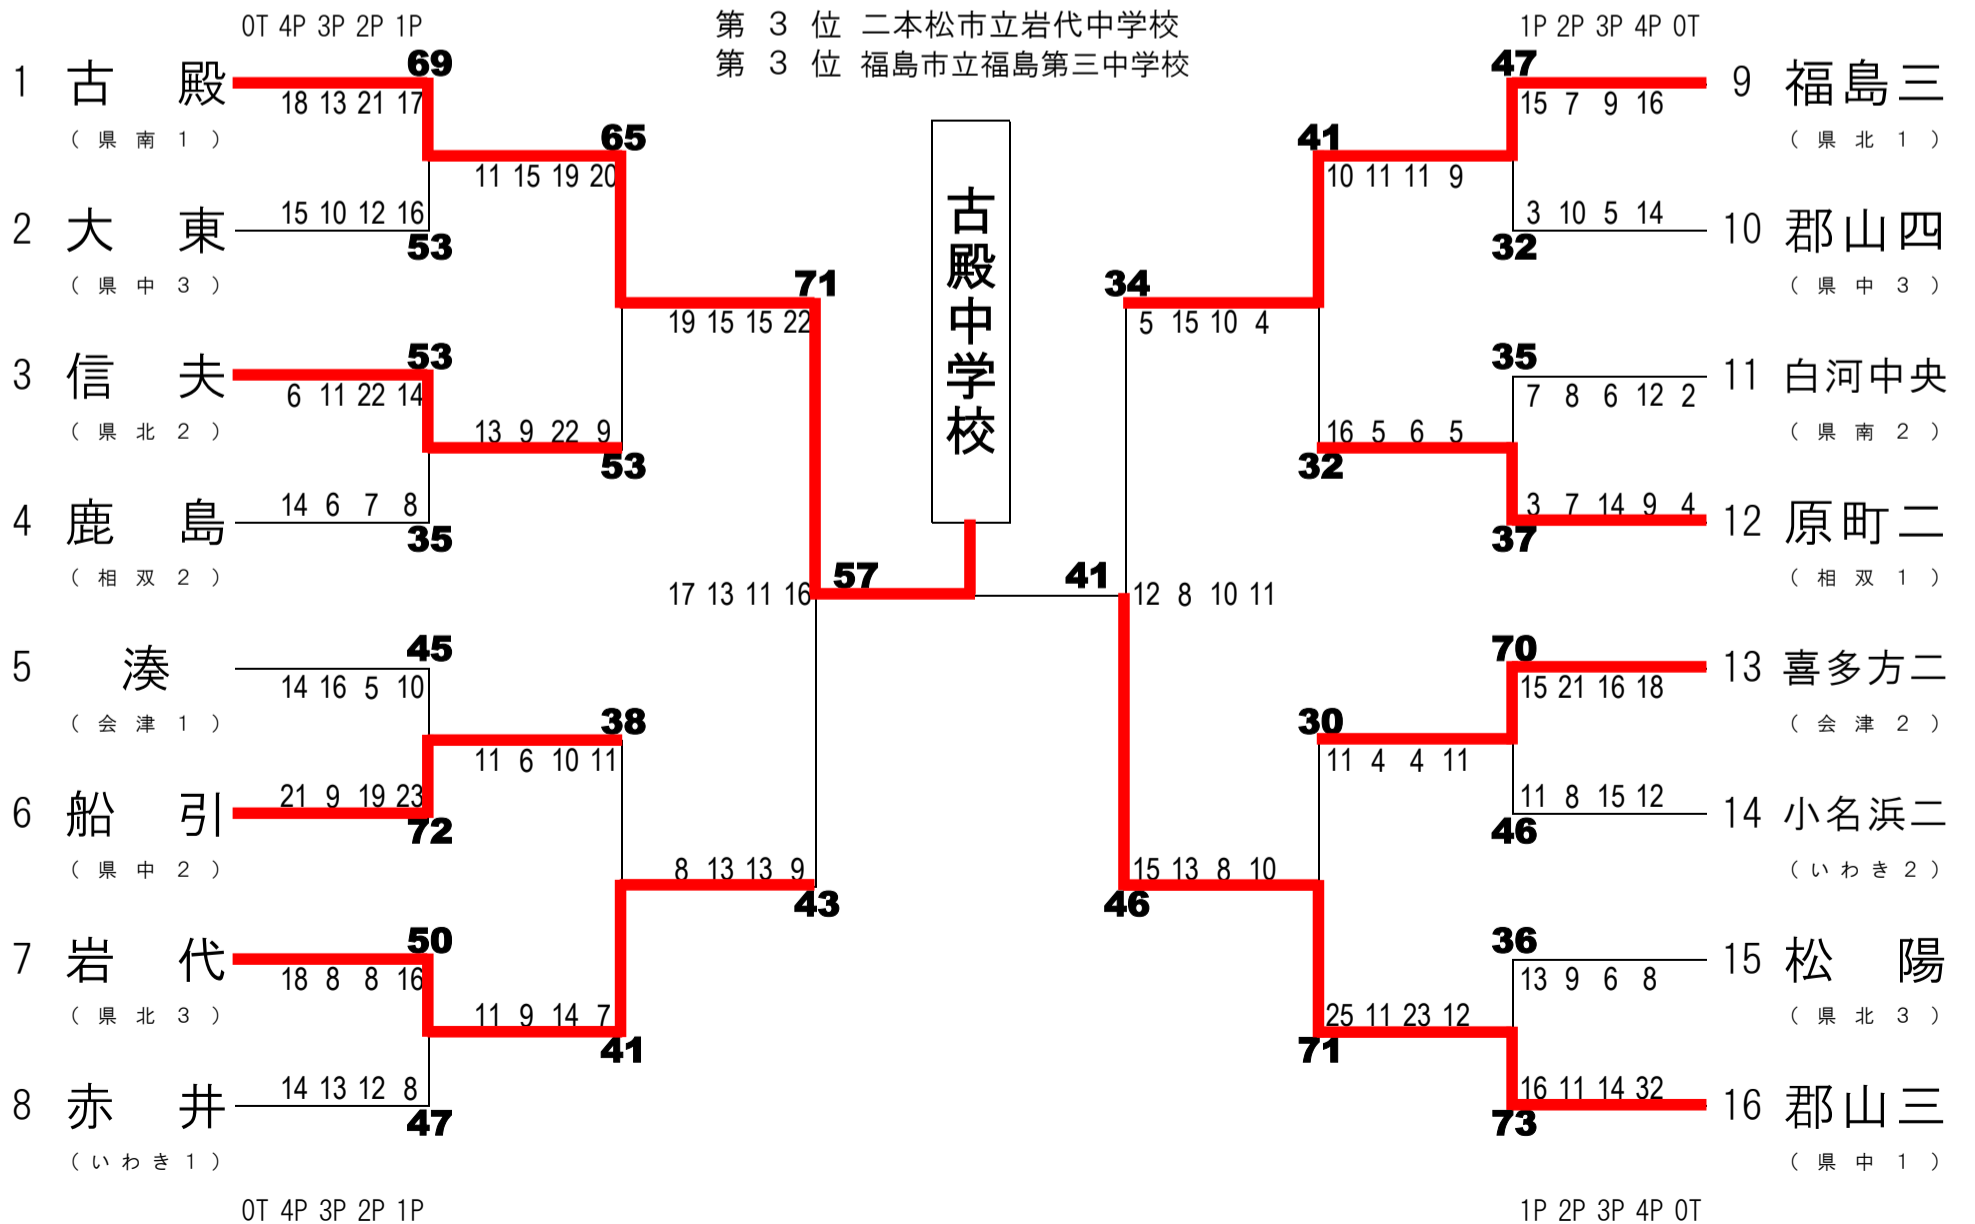 第 3 位 二本松市立岩代中学校
第 3 位 福島市立福島第三中学校
OT 4P 3P 2P 1P
1 古 殿 69
18 13 21 17
(県南1)
65
11 15 19 20
2 大 東
15 10 12 16
53
(県中3)
71
19 15 15 22
3 信 夫 53
6 11 22 14
(県北2)
13 9 22 9
53
4 鹿 島
14 6 7 8
35
(相双2)
17 13 11 16
57
5 湊 45
14 16 5 10
(会津1)
38
11 6 10 11
6 船 引
21 9 19 23
72
(県中2)
8 13 13 9
43
7 岩 代 50
18 8 8 16
(県北3)
11 9 14 7
41
8 赤 井
14 13 12 8
47
(いわき1)
OT 4P 3P 2P 1P
古殿中学校
1P 2P 3P 4P OT
47 9 福島三
15 7 9 16
(県北1)
41
10 11 11 9
3 10 5 14
32
10 郡山四
(県中3)
34
5 15 10 4
35 11 白河中央
7 8 6 12 2
(県南2)
16 5 6 5
32
3 7 14 9 4
37
12 原町二
(相双1)
41
12 8 10 11
70 13 喜多方二
15 21 16 18
(会津2)
30
11 4 4 11
11 8 15 12
46
14 小名浜二
(いわき2)
15 13 8 10
46
36 15 松 陽
13 9 6 8
(県北3)
25 11 23 12
71
16 11 14 32
73
16 郡山三
(県中1)
1P 2P 3P 4P OT